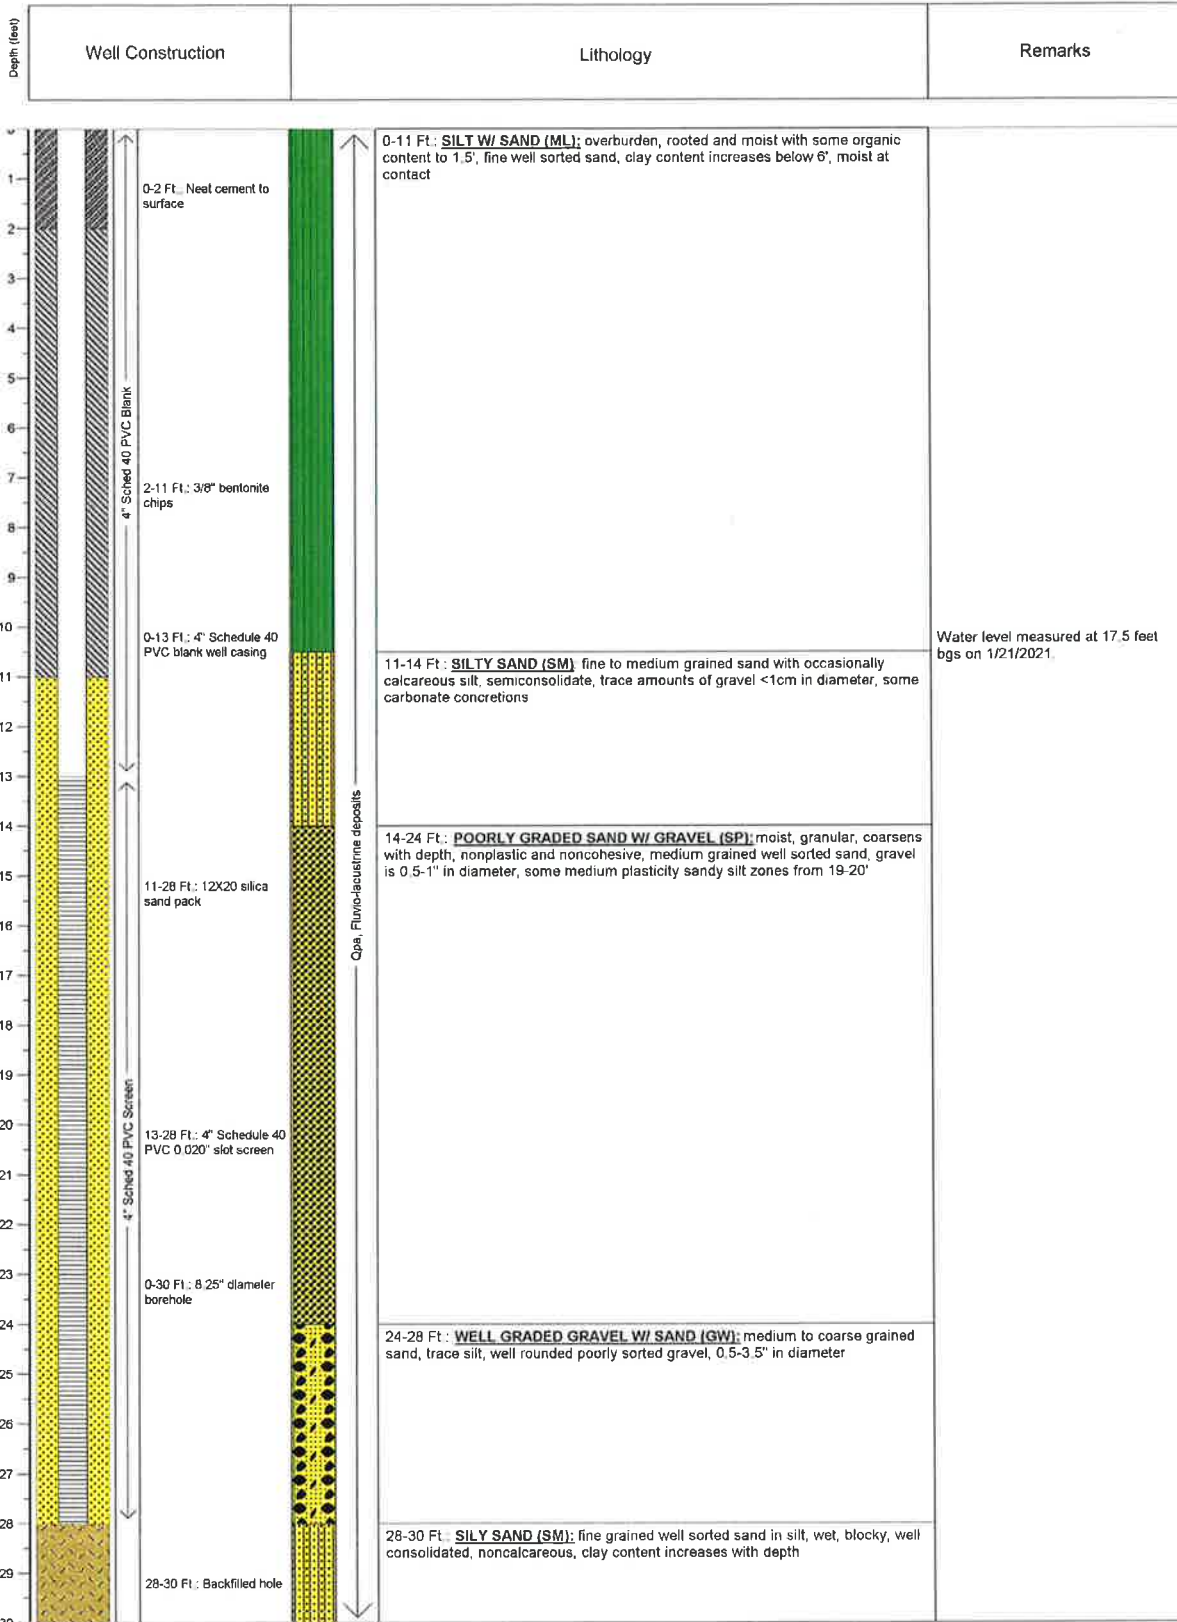 Depth (feet)
Well Construction
Lithology
Remarks
0-11 Ft.: SILT W/ SAND (ML): overburden, rooted and moist with some organic
content to 1.5', fine well sorted sand, clay content increases below 6', moist at
contact
1
0-2 Ft.: Neat cement to
surface
2
3
4
5
6
4" Sched 40 PVC Blank
7
2-11 Ft.: 3/8" bentonite
chips
8
9
10
0-13 Ft.: 4" Schedule 40
PVC blank well casing
Water level measured at 17.5 feet
bgs on 1/21/2021.
11-14 Ft.: SILTY SAND (SM) fine to medium grained sand with occasionally
calcareous silt, semiconsolidate, trace amounts of gravel <1cm in diameter, some
carbonate concretions
11
12
13
14
14-24 Ft.: POORLY GRADED SAND W/ GRAVEL (SP): moist, granular, coarsens
with depth, nonplastic and noncohesive, medium grained well sorted sand, gravel
is 0.5-1" in diameter, some medium plasticity sandy silt zones from 19-20'
Qpa, Fluvio-lacustrine deposits
15
11-28 Ft.: 12X20 silica
sand pack
16
17
18
19
20
4" Sched 40 PVC Screen
13-28 Ft.: 4" Schedule 40
PVC 0.020" slot screen
21
22
23
0-30 Ft.: 8.25" diameter
borehole
24
24-28 Ft.: WELL GRADED GRAVEL W/ SAND (GW): medium to coarse grained
sand, trace silt, well rounded poorly sorted gravel, 0.5-3.5" in diameter
25
26
27
28
28-30 Ft.: SILY SAND (SM): fine grained well sorted sand in silt, wet, blocky, well
consolidated, noncalcareous, clay content increases with depth
29
28-30 Ft.: Backfilled hole